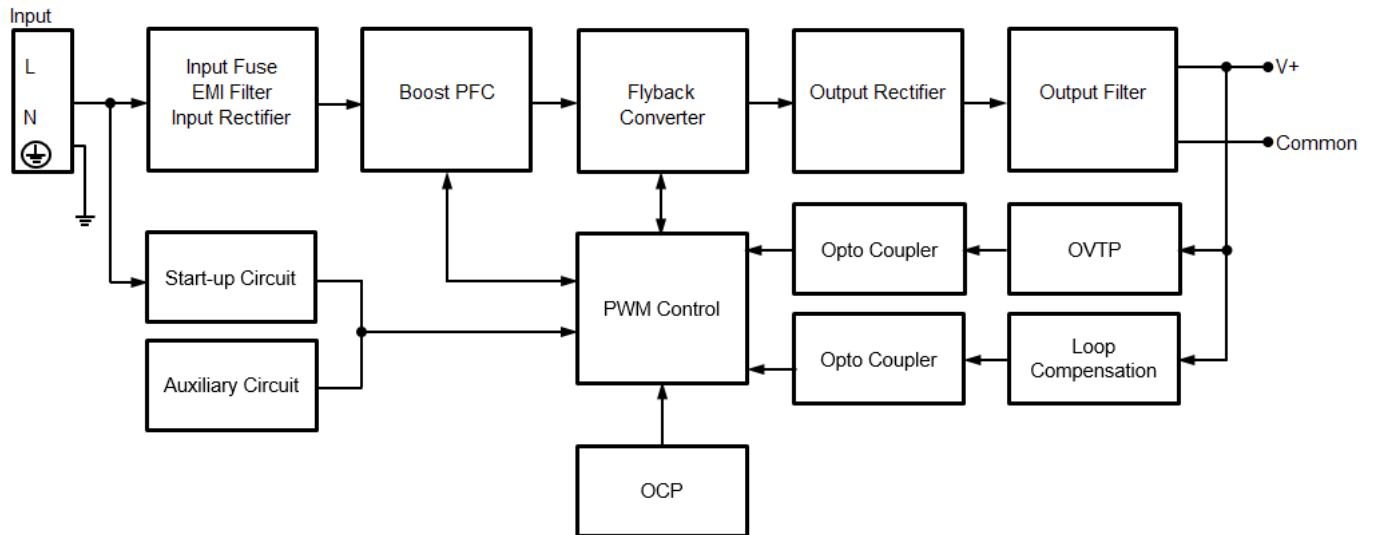 Input
L
N
Input Fuse
EMI Filter
Input Rectifier
Boost PFC
Flyback
Converter
Output Rectifier
Output Filter
V+
Common
Start-up Circuit
Auxiliary Circuit
PWM Control
Opto Coupler
OVTP
Opto Coupler
Loop
Compensation
OCP